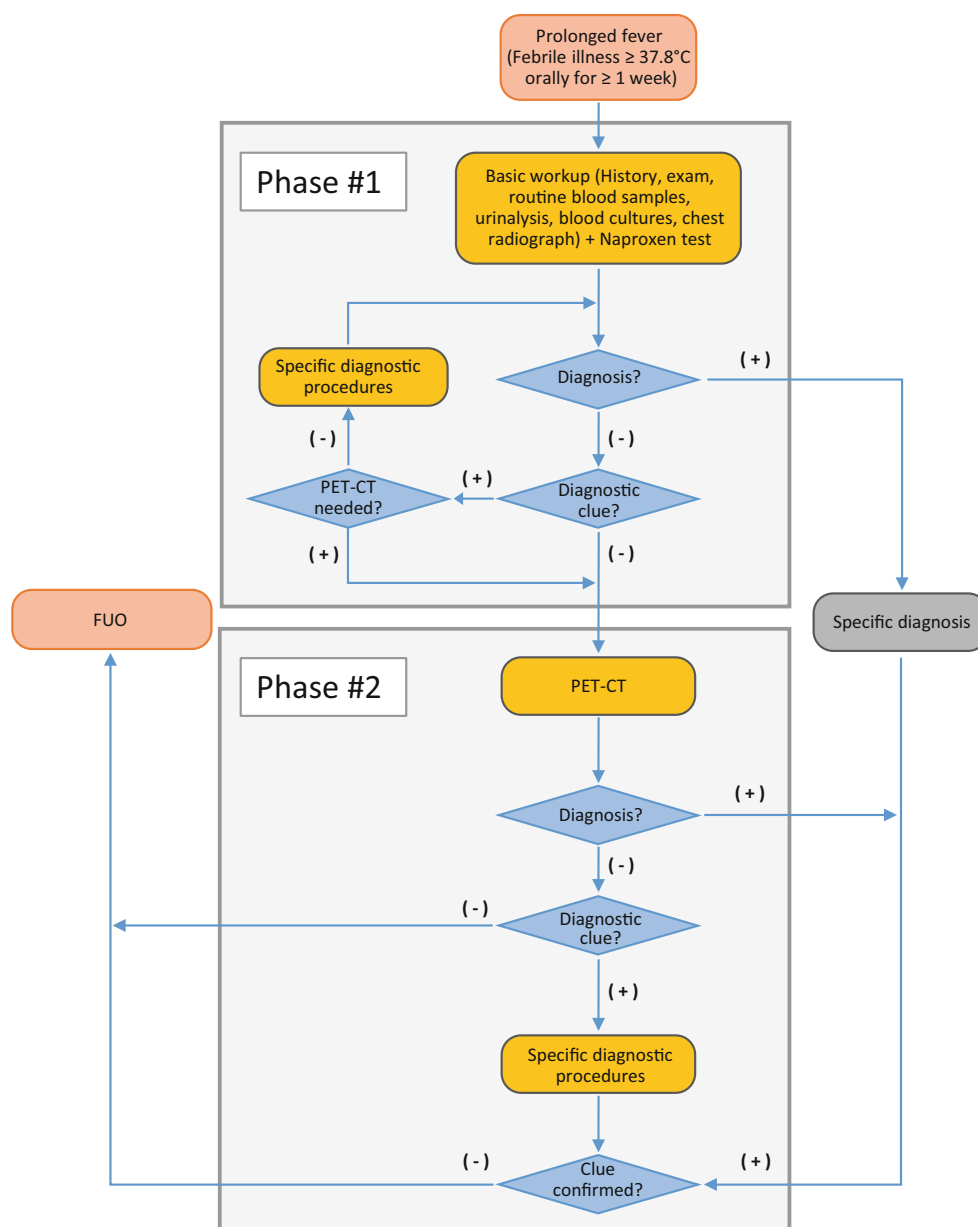 Prolonged fever
(Febrile illness ≥ 37.8°C
orally for ≥ 1 week)
Phase #1
Basic workup (History, exam,
routine blood samples,
urinalysis, blood cultures, chest
radiograph) + Naproxen test
Specific diagnostic
procedures
Diagnosis?
(+)
(-)
(-)
PET-CT
needed?
(+)
Diagnostic
clue?
(+)
(-)
FUO
Specific diagnosis
Phase #2
PET-CT
Diagnosis?
(+)
(-)
(-)
Diagnostic
clue?
(+)
Specific diagnostic
procedures
(-)
Clue
confirmed?
(+)